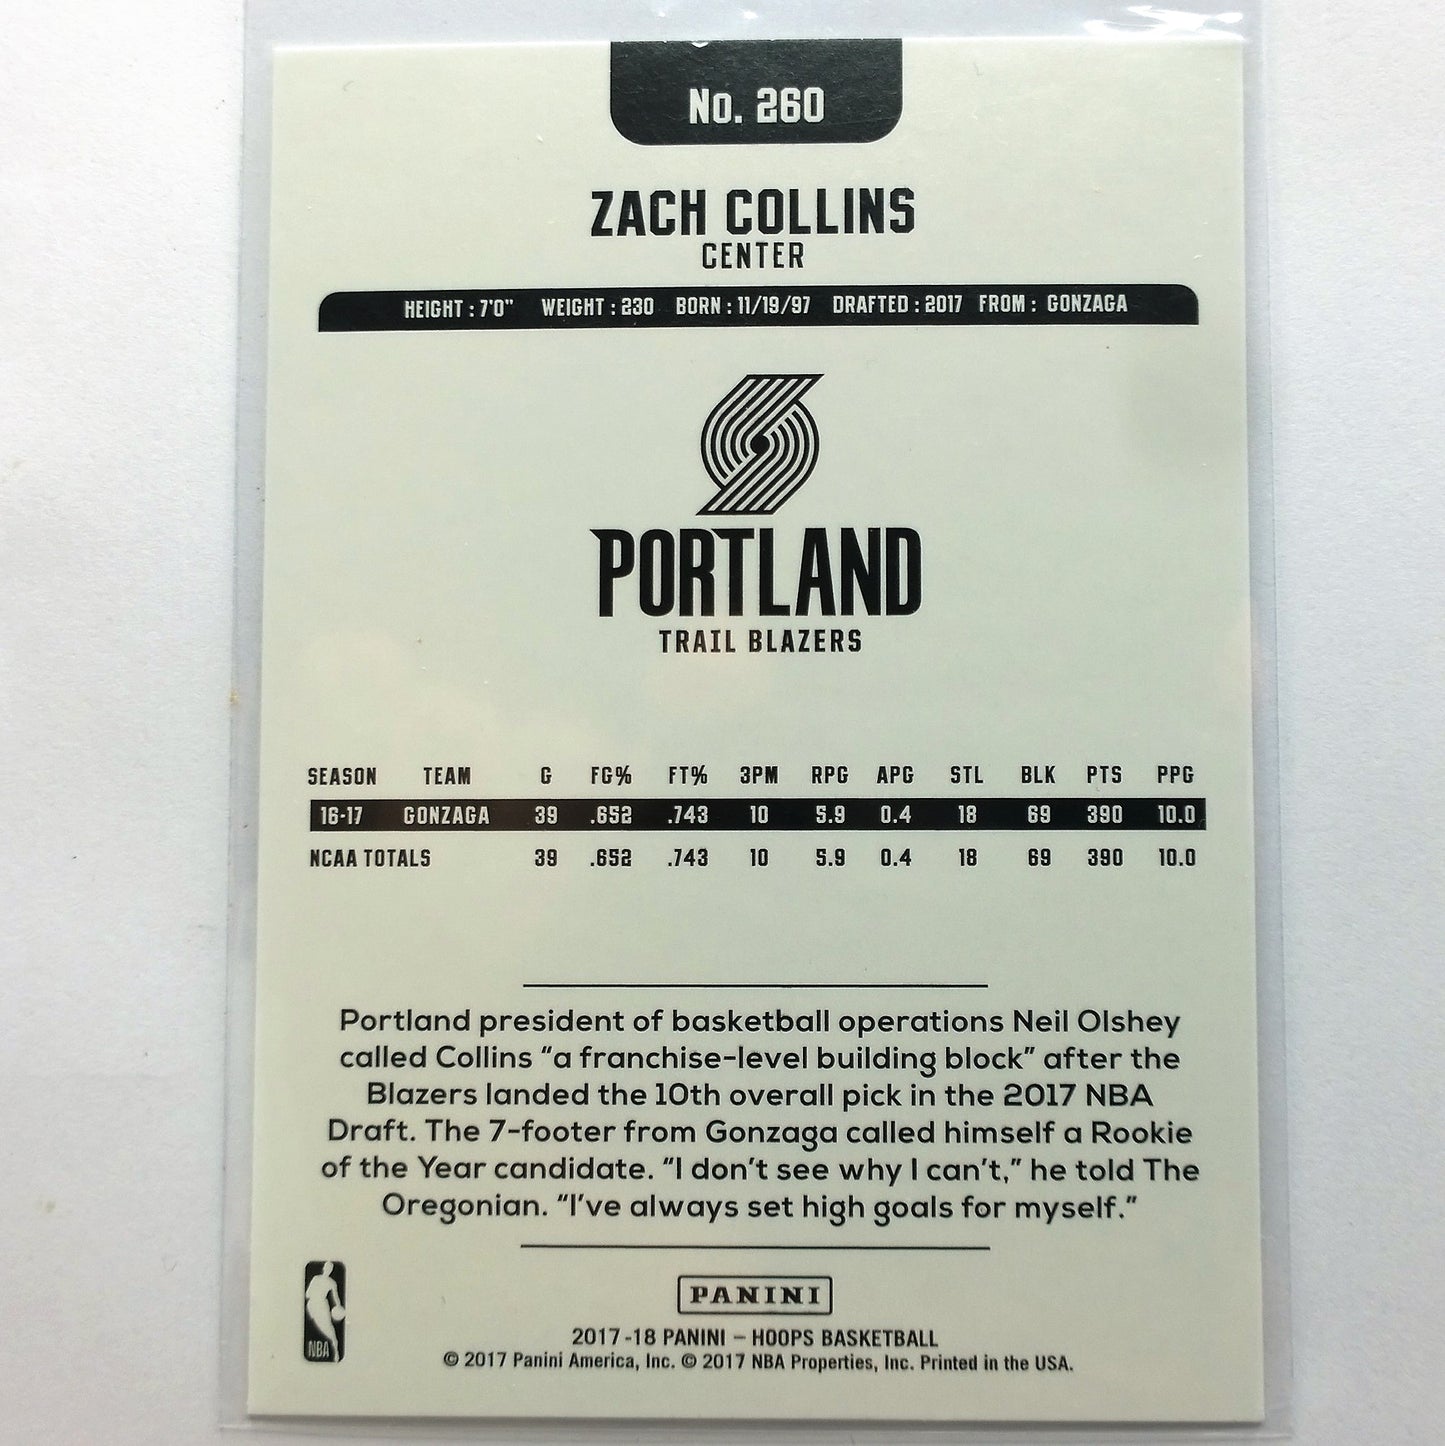 No. 260
ZACH COLLINS
CENTER
HEIGHT : 7'0" WEIGHT : 230 BORN : 11/19/97 DRAFTED : 2017 FROM : GONZAGA
PORTLAND
TRAIL BLAZERS
SEASON TEAM G FG% FT% 3PM RPG APG STL BLK PTS PPG
16-17 GONZAGA 39 .652 .743 10 5.9 0.4 18 69 390 10.0
NCAA TOTALS 39 .652 .743 10 5.9 0.4 18 69 390 10.0
Portland president of basketball operations Neil Olshey
called Collins “a franchise-level building block” after the
Blazers landed the 10th overall pick in the 2017 NBA
Draft. The 7-footer from Gonzaga called himself a Rookie
of the Year candidate. “I don’t see why I can’t,” he told The
Oregonian. “I’ve always set high goals for myself.”
NBA
PANINI
2017-18 PANINI – HOOPS BASKETBALL
© 2017 Panini America, Inc. © 2017 NBA Properties, Inc. Printed in the USA.